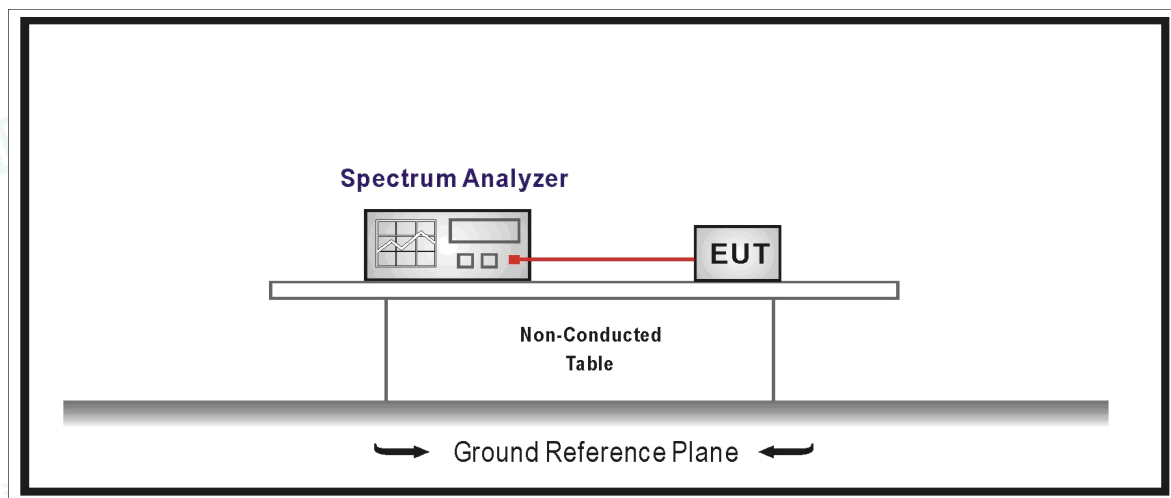 Spectrum Analyzer
EUT
Non-Conducted
Table
Ground Reference Plane